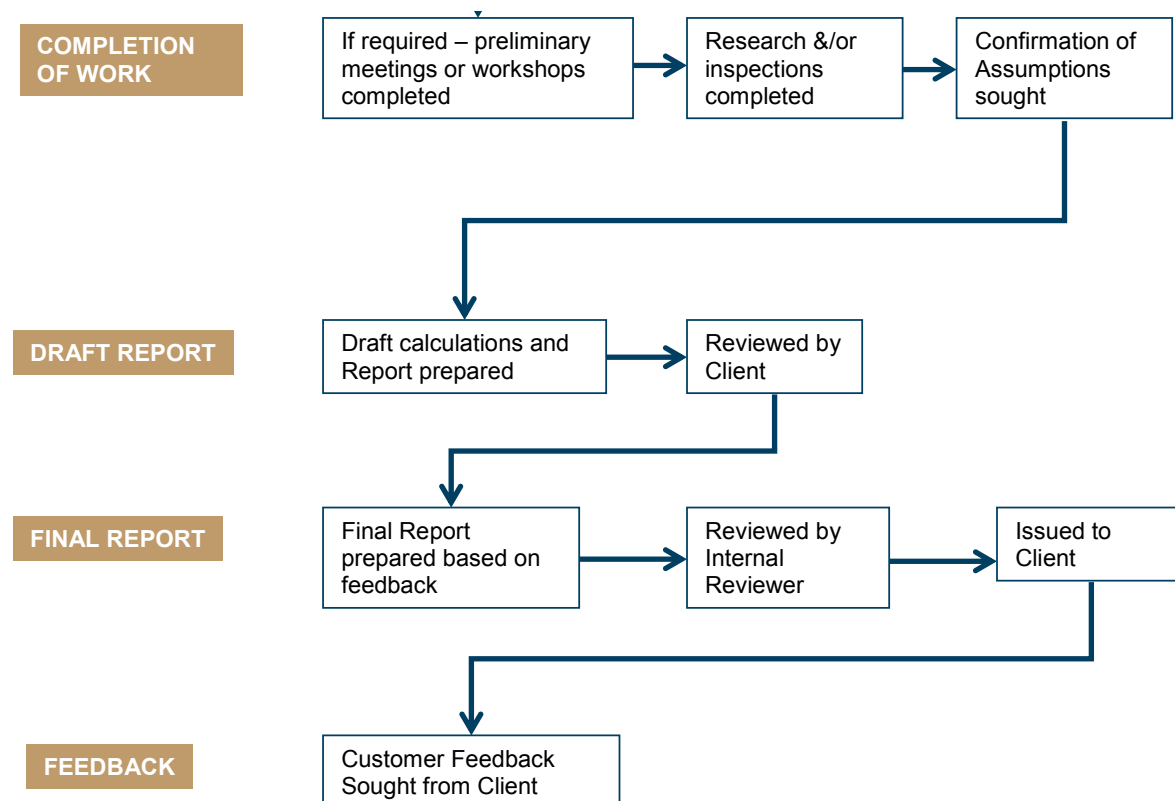 COMPLETION
OF WORK
If required – preliminary
meetings or workshops
completed
Research &/or
inspections
completed
Confirmation of
Assumptions
sought
DRAFT REPORT
Draft calculations and
Report prepared
Reviewed by
Client
FINAL REPORT
Final Report
prepared based on
feedback
Reviewed by
Internal
Reviewer
Issued to
Client
FEEDBACK
Customer Feedback
Sought from Client